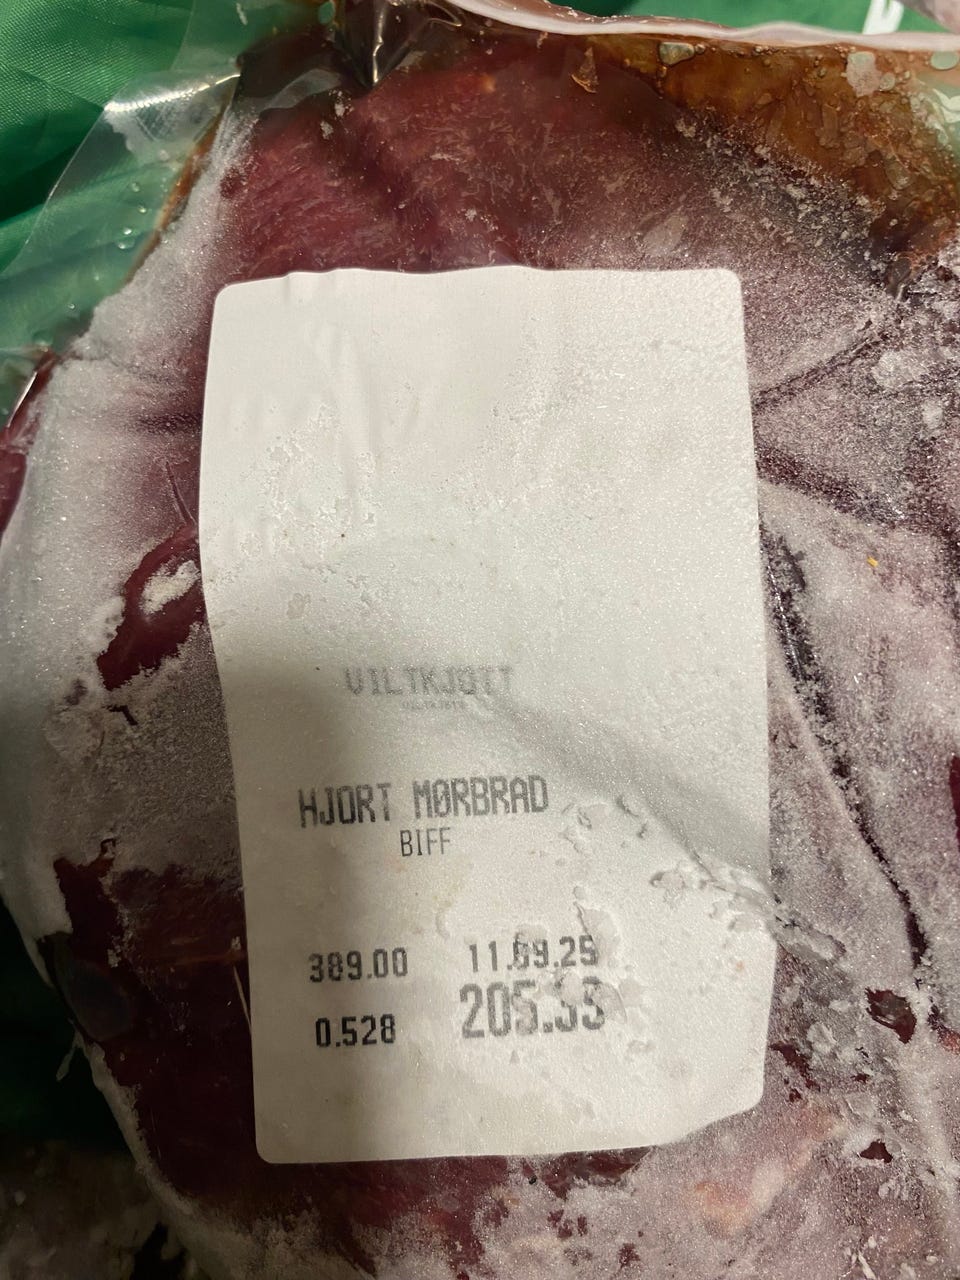 VILTKJØTT
HJORT MØRBRAD
BIFF
389.00 11.09.25
0.528 205.39